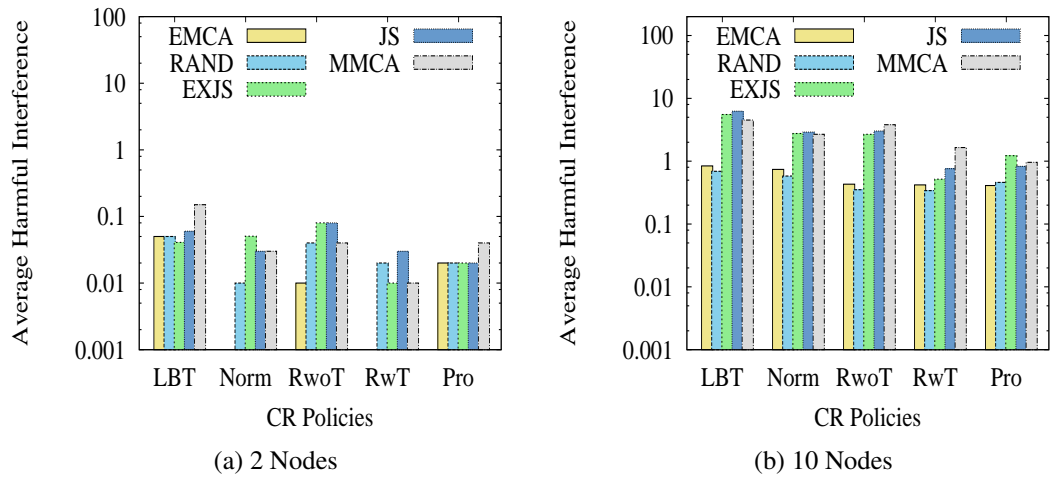 Average Harmful Interference
100
10
1
0.1
0.01
0.001
EMCA
RAND
EXJS
JS
MMCA
LBT Norm RwoT RwT Pro
CR Policies
(a) 2 Nodes
Average Harmful Interference
100
10
1
0.1
0.01
0.001
EMCA
RAND
EXJS
JS
MMCA
LBT Norm RwoT RwT Pro
CR Policies
(b) 10 Nodes